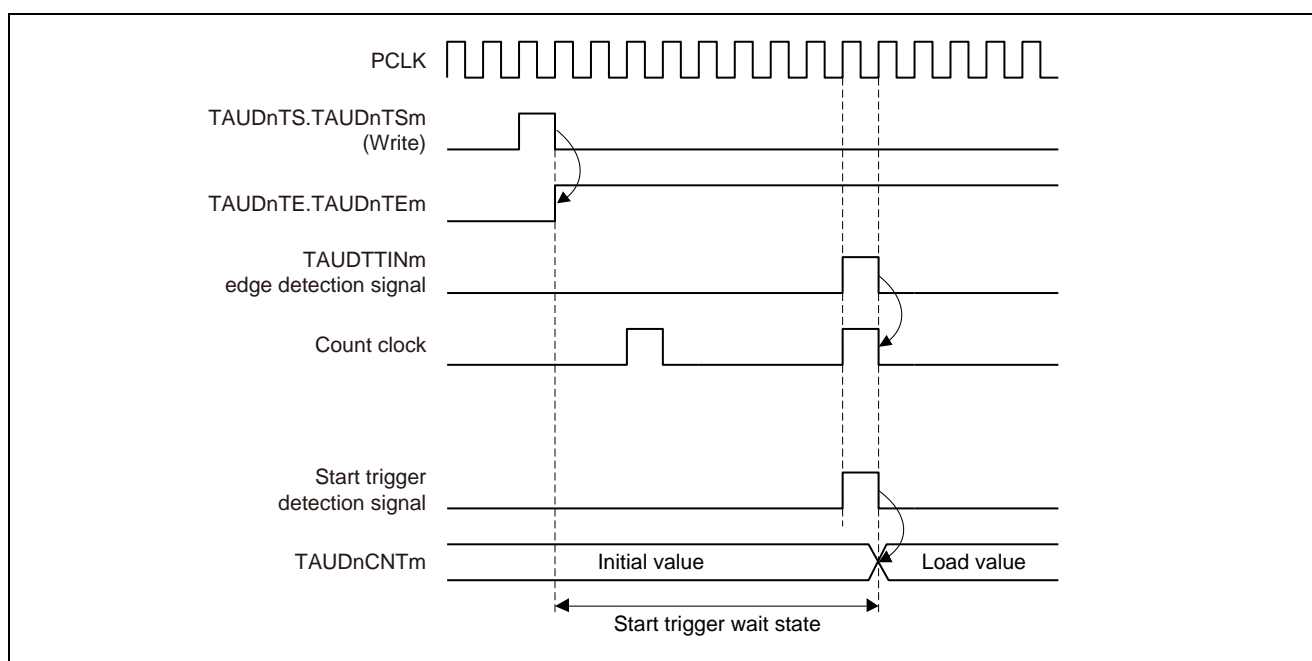 PCLK
TAUDnTS.TAUDnTSm
(Write)
TAUDnTE.TAUDnTEm
TAUDTTINm
edge detection signal
Count clock
Start trigger
detection signal
TAUDnCNTm
Initial value
Load value
Start trigger wait state